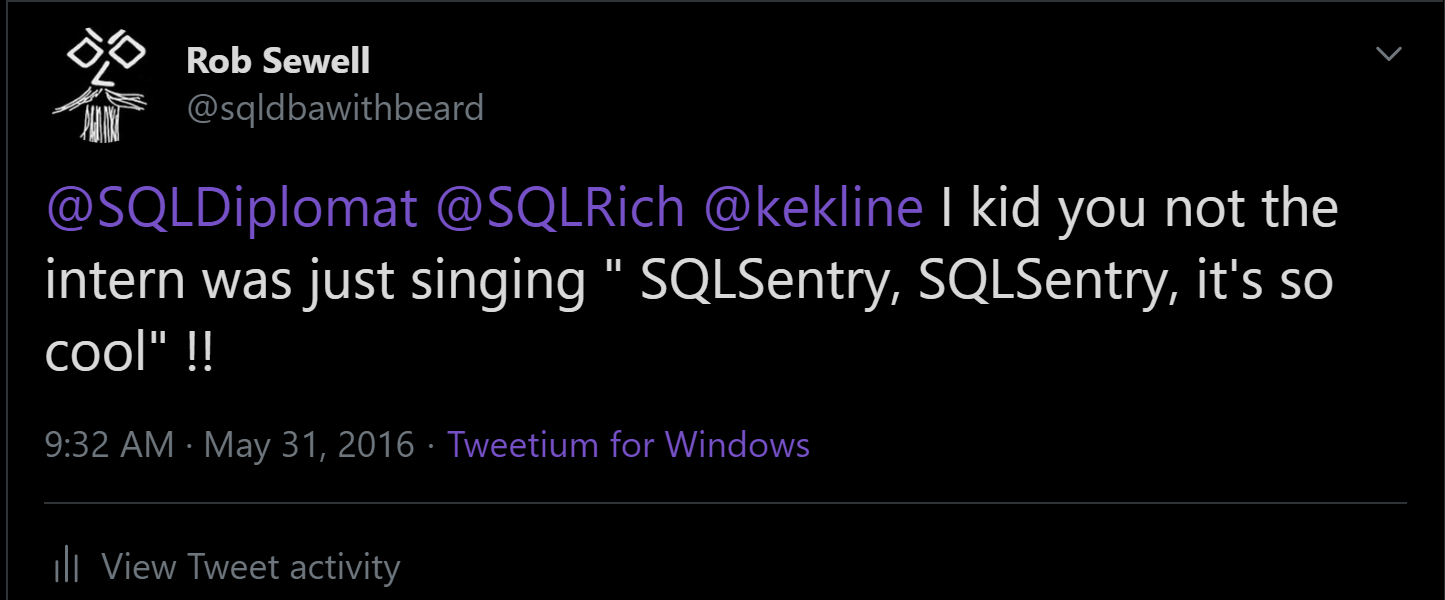 Rob Sewell
@sqldbawithbeard
@SQLDiplomat @SQLRich @kekline I kid you not the
intern was just singing " SQLSentry, SQLSentry, it's so
cool" !!
9:32 AM · May 31, 2016 · Tweetium for Windows
View Tweet activity